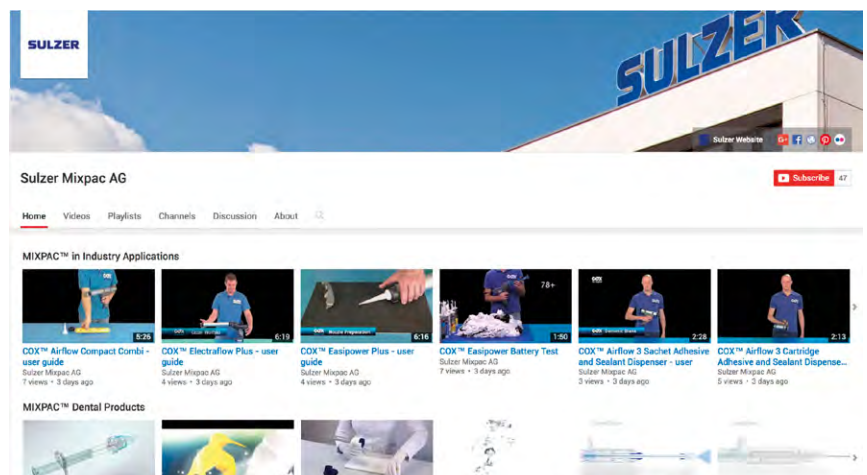 SULZER
SULZER
Sulzer Website
Sulzer Mixpac AG
Subscribe 47
Home Videos Playlists Channels Discussion About
MIXPAC™ in Industry Applications
78+
5:26 6:19 6:16 1:50 2:28 2:13
COX™ Airflow Compact Combi - user guide
Sulzer Mixpac AG
7 views • 3 days ago
COX™ Electraflow Plus - user guide
Sulzer Mixpac AG
4 views • 3 days ago
COX™ Easipower Plus - user guide
Sulzer Mixpac AG
4 views • 3 days ago
COX™ Easipower Battery Test
Sulzer Mixpac AG
7 views • 3 days ago
COX™ Airflow 3 Sachet Adhesive and Sealant Dispenser - user
Sulzer Mixpac AG
3 views • 3 days ago
COX™ Airflow 3 Cartridge Adhesive and Sealant Dispense...
Sulzer Mixpac AG
5 views • 3 days ago
MIXPAC™ Dental Products